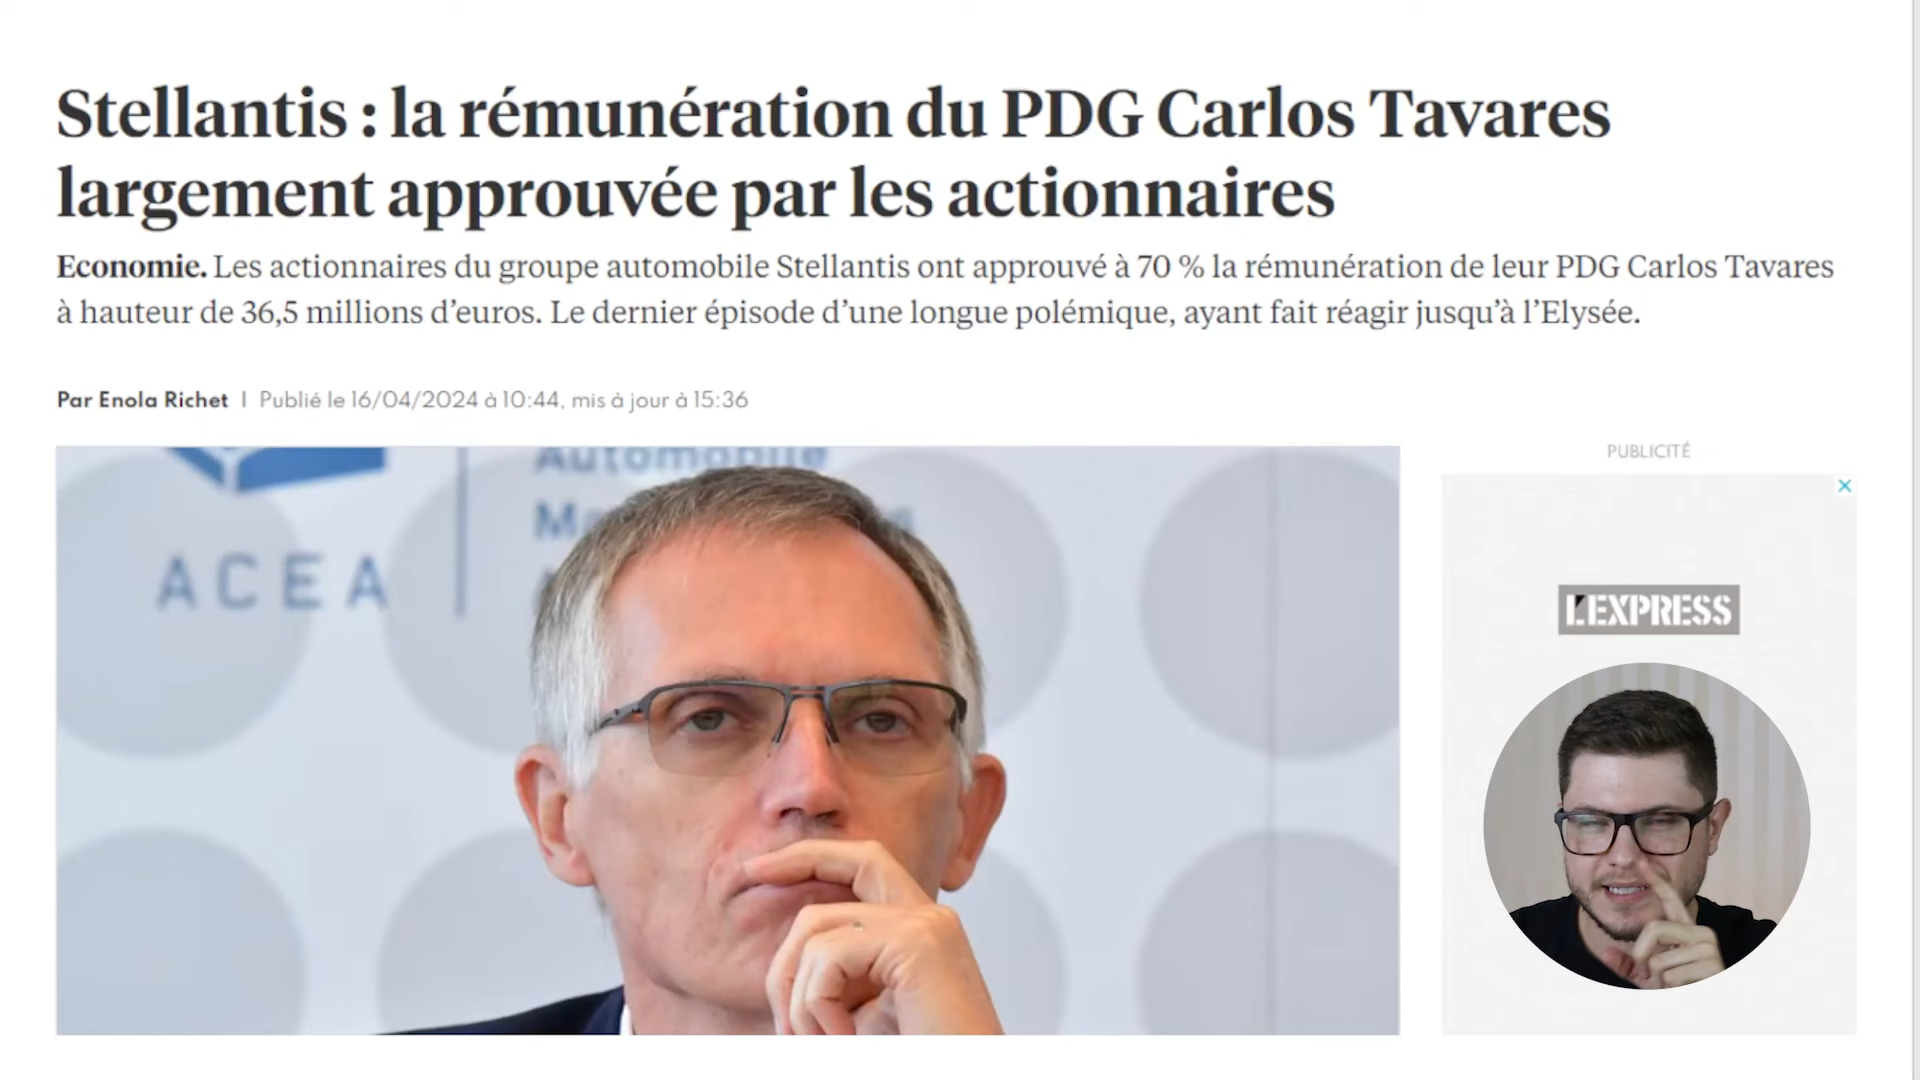 Stellantis : la rémunération du PDG Carlos Tavares
largement approuvée par les actionnaires
Economie. Les actionnaires du groupe automobile Stellantis ont approuvé à 70 % la rémunération de leur PDG Carlos Tavares
à hauteur de 36,5 millions d’euros. Le dernier épisode d’une longue polémique, ayant fait réagir jusqu’à l’Elysée.
Par Enola Richet | Publié le 16/04/2024 à 10:44, mis à jour à 15:36
PUBLICITÉ
Automobile
ACEA
L'EXPRESS